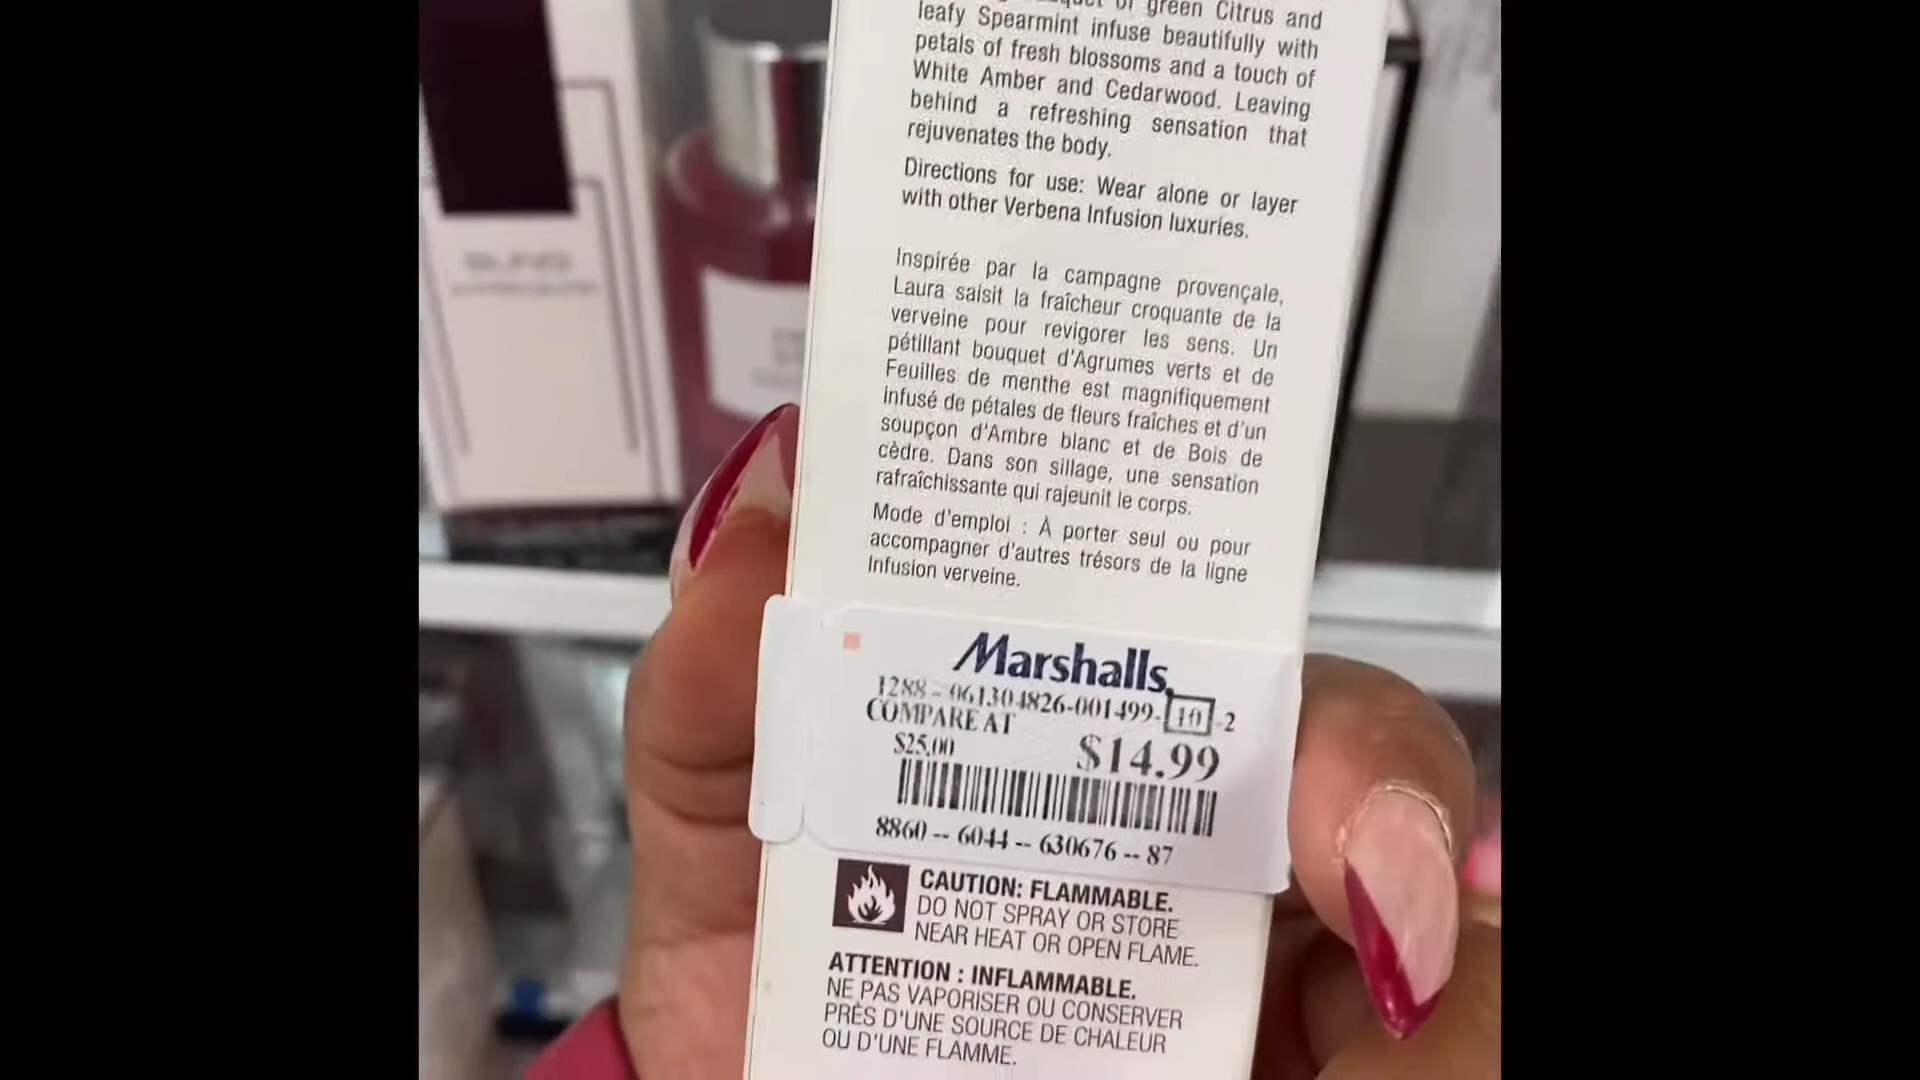 bouquet of green Citrus and
leafy Spearmint infuse beautifully with
petals of fresh blossoms and a touch of
White Amber and Cedarwood. Leaving
behind a refreshing sensation that
rejuvenates the body.
Directions for use: Wear alone or layer
with other Verbena Infusion luxuries.
Inspirée par la campagne provençale,
Laura saisit la fraîcheur croquante de la
verveine pour revigorer les sens. Un
pétillant bouquet d'Agrumes verts et de
Feuilles de menthe est magnifiquement
infusé de pétales de fleurs fraîches et d'un
soupçon d'Ambre blanc et de Bois de
cèdre. Dans son sillage, une sensation
rafraîchissante qui rajeunit le corps.
Mode d'emploi : À porter seul ou pour
accompagner d'autres trésors de la ligne
Infusion verveine.
Marshalls.
1288-061304826-001499-10-2
COMPARE AT
$25.00 $14.99
8860--6044--630676--87
CAUTION: FLAMMABLE.
DO NOT SPRAY OR STORE
NEAR HEAT OR OPEN FLAME.
ATTENTION : INFLAMMABLE.
NE PAS VAPORISER OU CONSERVER
PRÈS D'UNE SOURCE DE CHALEUR
OU D'UNE FLAMME.